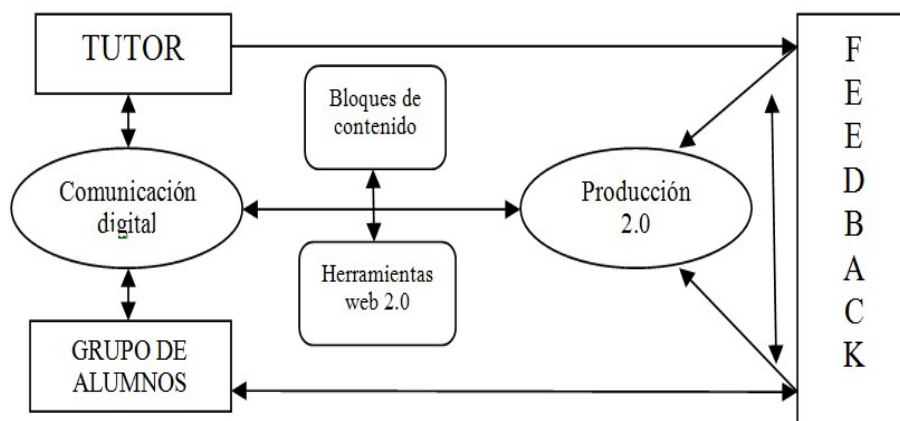 TUTOR
Bloques de
contenido
Comunicación
digital
Producción
2.0
Herramientas
web 2.0
GRUPO DE
ALUMNOS
F
E
E
D
B
A
C
K